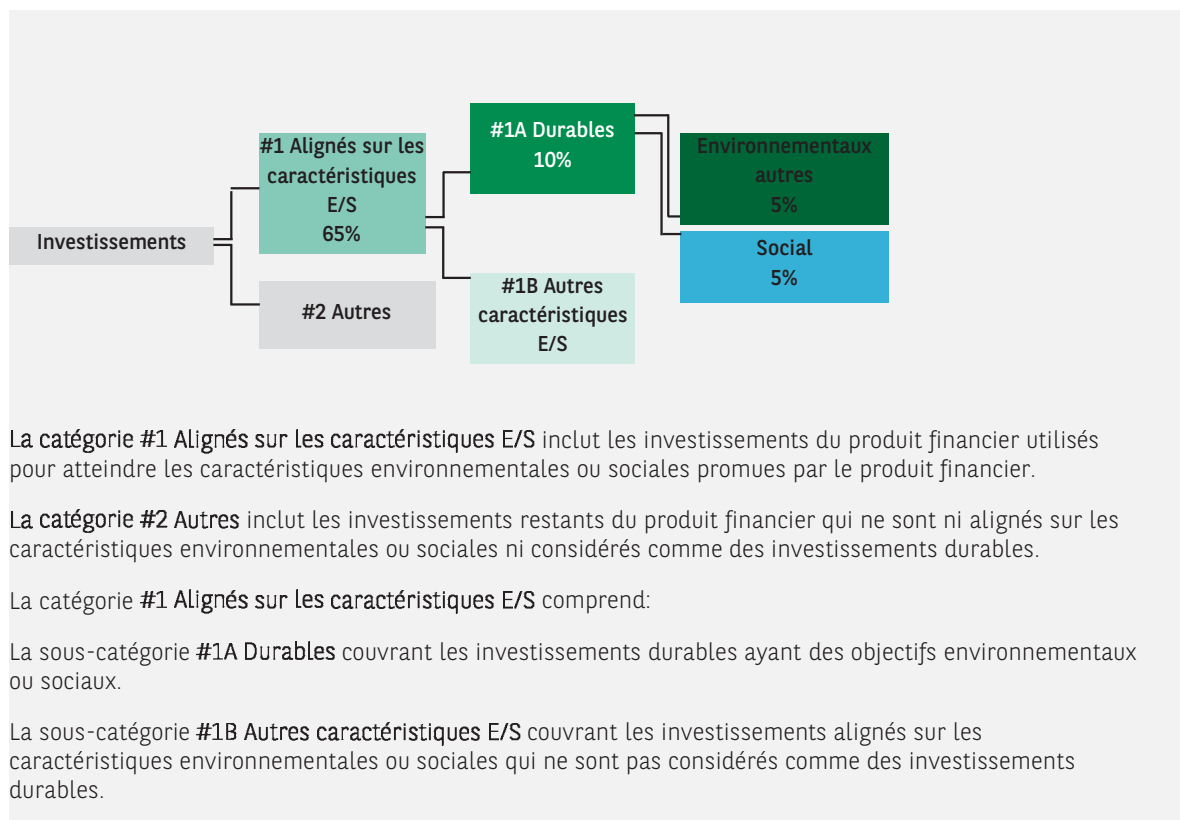 #1A Durables
10%
#1 Alignés sur les
caractéristiques
E/S
65%
Environnementaux
autres
5%
Investissements
Social
5%
#1B Autres
caractéristiques
E/S
#2 Autres
La catégorie #1 Alignés sur les caractéristiques E/S inclut les investissements du produit financier utilisés
pour atteindre les caractéristiques environnementales ou sociales promues par le produit financier.
La catégorie #2 Autres inclut les investissements restants du produit financier qui ne sont ni alignés sur les
caractéristiques environnementales ou sociales ni considérés comme des investissements durables.
La catégorie #1 Alignés sur les caractéristiques E/S comprend:
La sous-catégorie #1A Durables couvrant les investissements durables ayant des objectifs environnementaux
ou sociaux.
La sous-catégorie #1B Autres caractéristiques E/S couvrant les investissements alignés sur les
caractéristiques environnementales ou sociales qui ne sont pas considérés comme des investissements
durables.